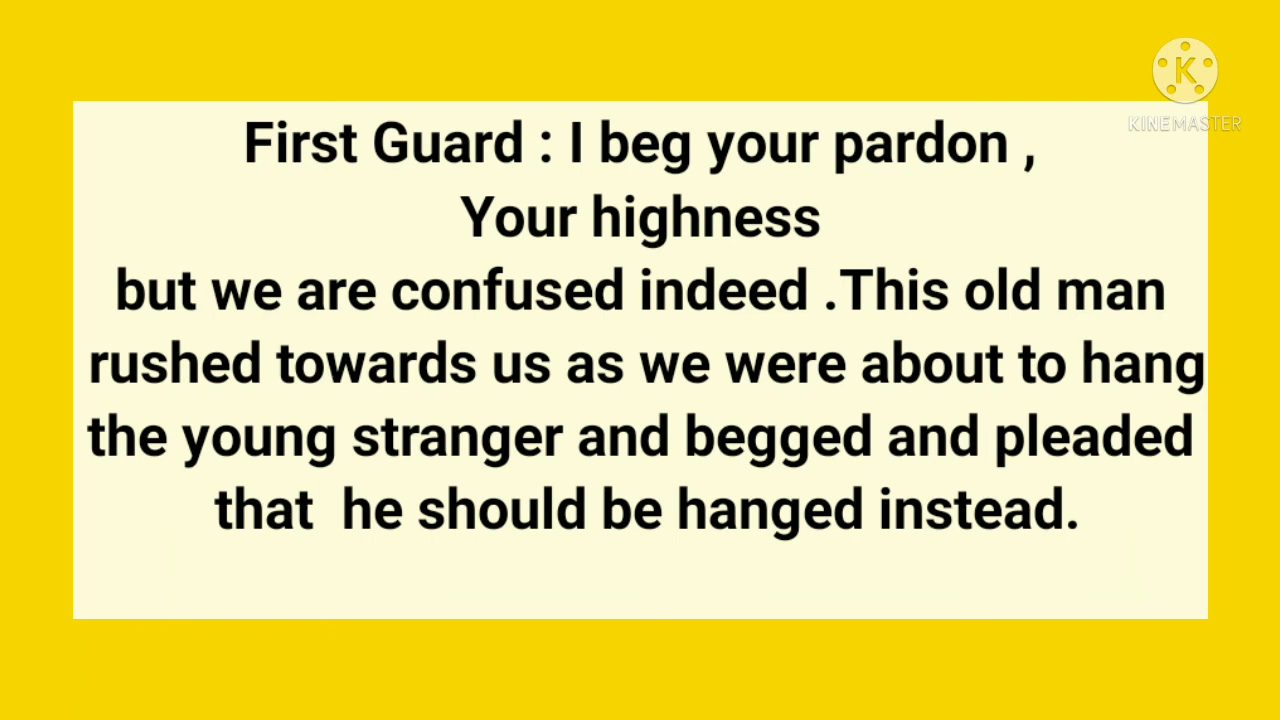 K
KINEMASTER
First Guard : I beg your pardon ,
Your highness
but we are confused indeed .This old man
rushed towards us as we were about to hang
the young stranger and begged and pleaded
that  he should be hanged instead.